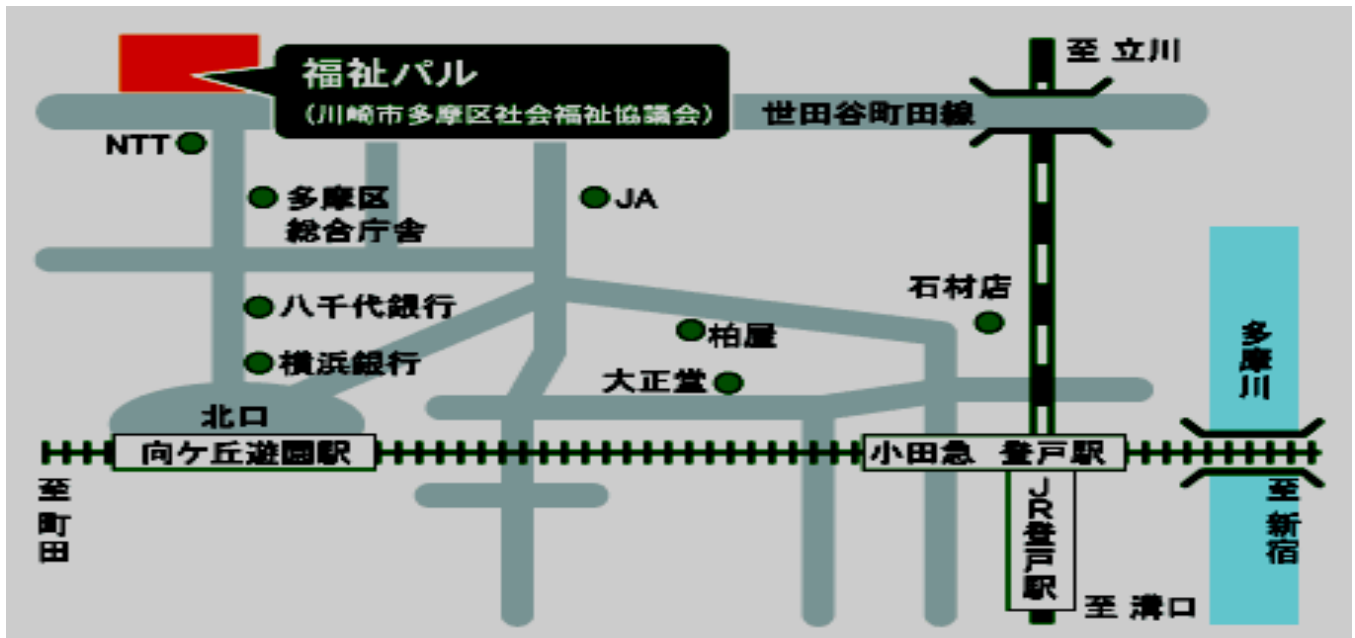 福祉パル
(川崎市多摩区社会福祉協議会)
至 立川
世田谷町田線
NTT
多摩区
総合庁舎
JA
八千代銀行
石材店
柏屋
横浜銀行
大正堂
多摩川
北口
向ケ丘遊園駅
小田急 登戸駅
至 町田
JR登戸駅
至 新宿
至 溝口